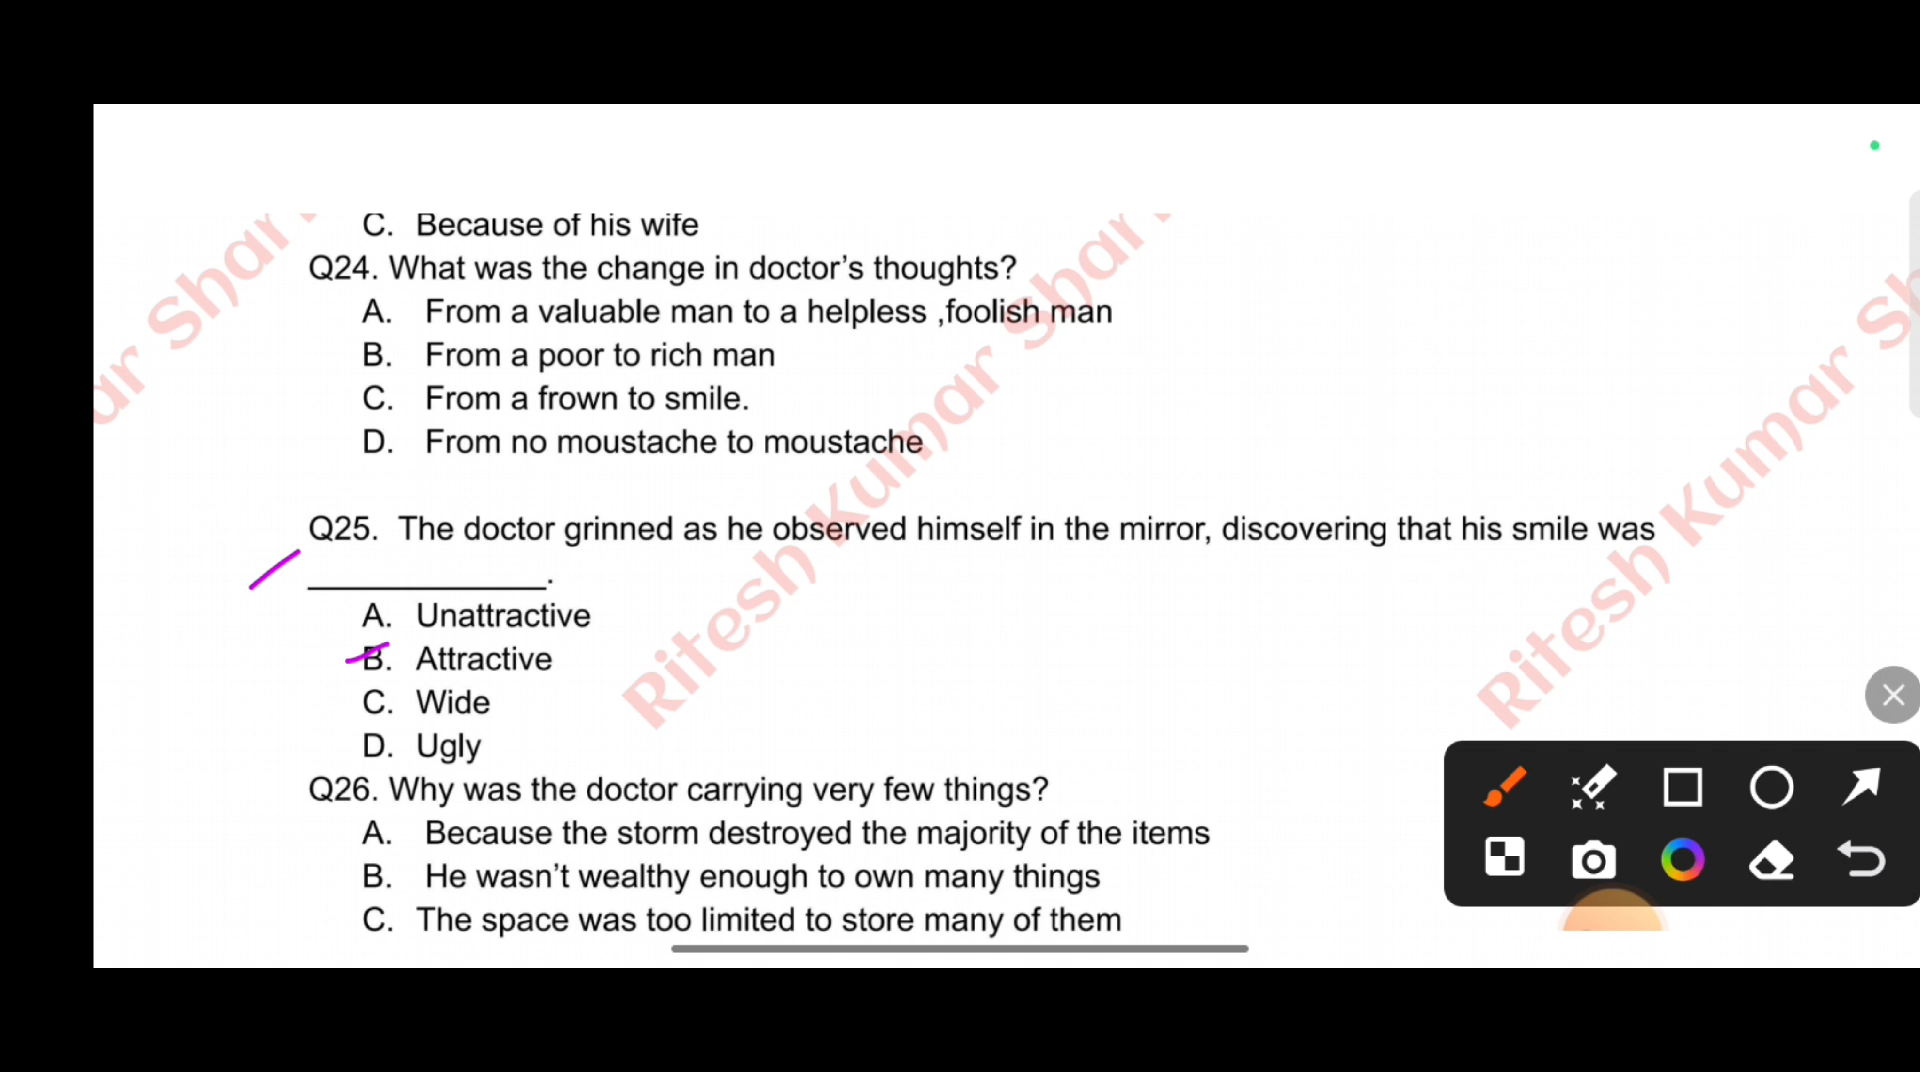 C. Because of his wife
Q24. What was the change in doctor's thoughts?
A. From a valuable man to a helpless ,foolish man
B. From a poor to rich man
C. From a frown to smile.
D. From no moustache to moustache
Q25. The doctor grinned as he observed himself in the mirror, discovering that his smile was
______________.
A. Unattractive
B. Attractive
C. Wide
D. Ugly
Q26. Why was the doctor carrying very few things?
A. Because the storm destroyed the majority of the items
B. He wasn't wealthy enough to own many things
C. The space was too limited to store many of them
ar Shar
Ritesh Kumar Shar
Ritesh Kumar Sh